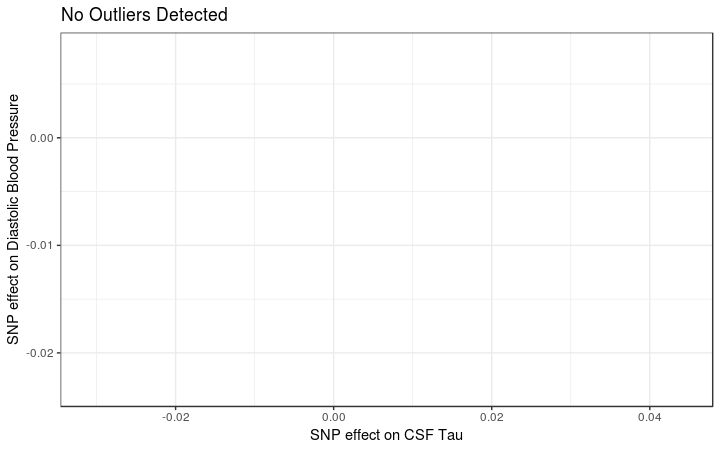 No Outliers Detected
SNP effect on Diastolic Blood Pressure
0.00
-0.01
-0.02
-0.02
0.00
0.02
0.04
SNP effect on CSF Tau